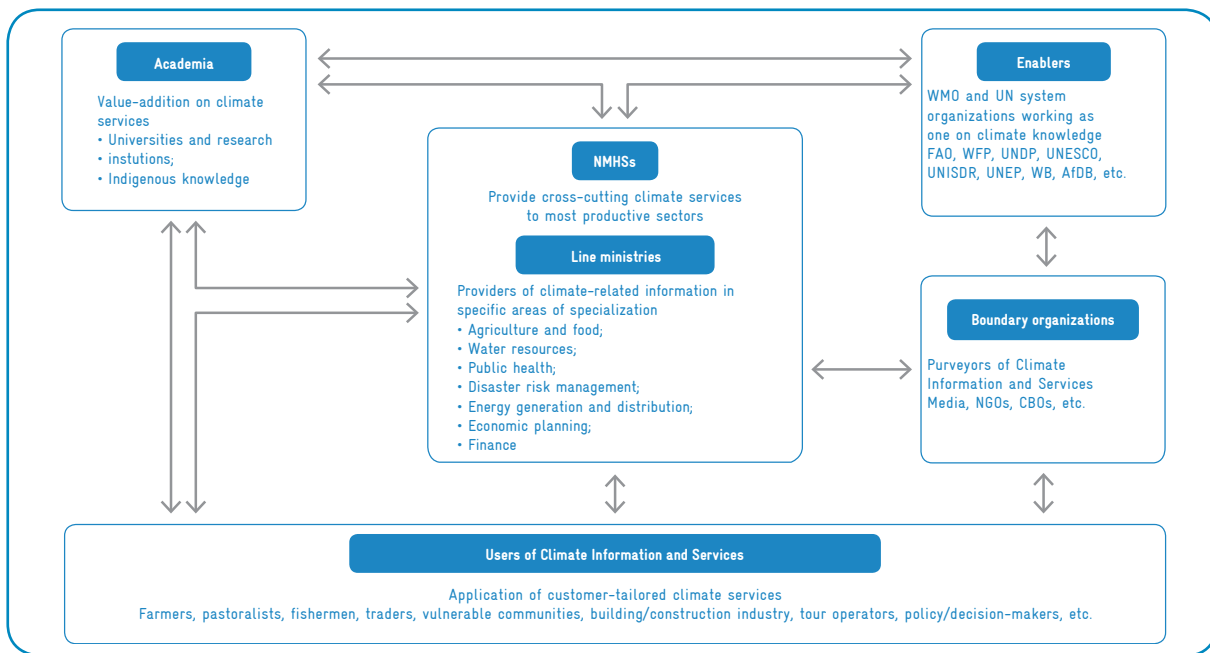 Academia
Value-addition on climate
services
• Universities and research
• instutions;
• Indigenous knowledge
Enablers
WMO and UN system
organizations working as
one on climate knowledge
FAO, WFP, UNDP, UNESCO,
UNISDR, UNEP, WB, AfDB, etc.
NMHSs
Provide cross-cutting climate services
to most productive sectors
Line ministries
Providers of climate-related information in
specific areas of specialization
• Agriculture and food;
• Water resources;
• Public health;
• Disaster risk management;
• Energy generation and distribution;
• Economic planning;
• Finance
Boundary organizations
Purveyors of Climate
Information and Services
Media, NGOs, CBOs, etc.
Users of Climate Information and Services
Application of customer-tailored climate services
Farmers, pastoralists, fishermen, traders, vulnerable communities, building/construction industry, tour operators, policy/decision-makers, etc.